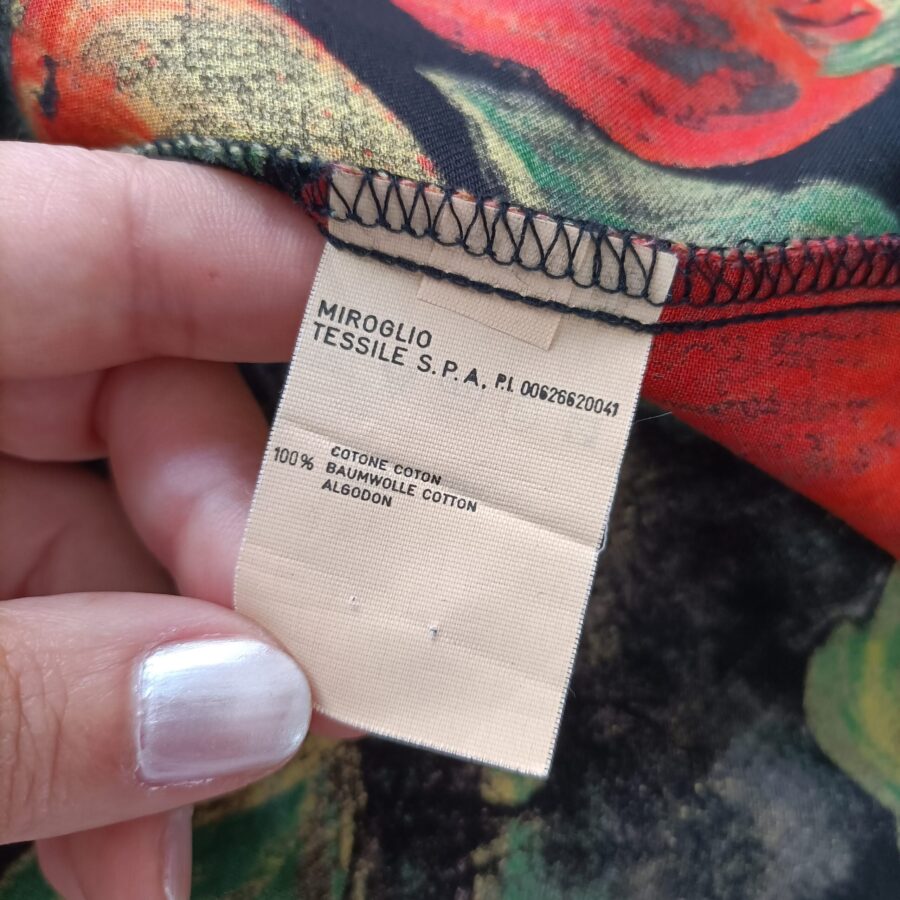 MIROGLIO
TESSILE S.P.A. P.I. 00626620041
100% COTONE COTON
BAUMWOLLE COTTON
ALGODON